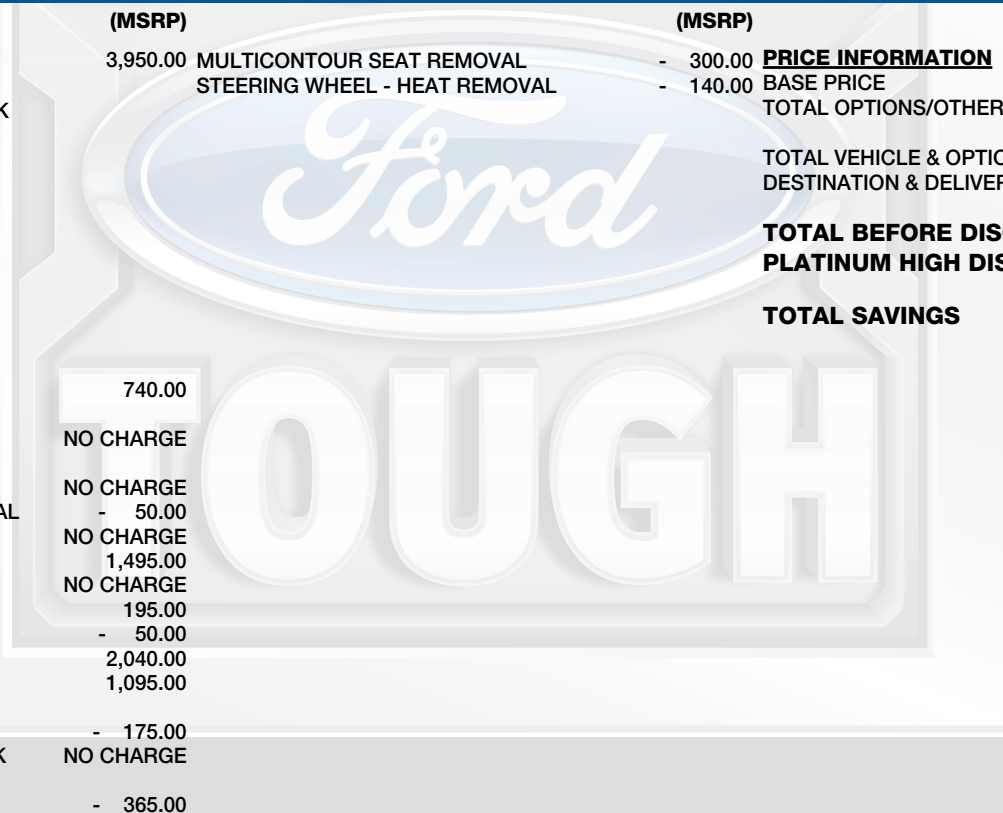 (MSRP) (MSRP)
3,950.00 MULTICONTOUR SEAT REMOVAL - 300.00 PRICE INFORMATION
STEERING WHEEL - HEAT REMOVAL - 140.00 BASE PRICE
K TOTAL OPTIONS/OTHER
TOTAL VEHICLE & OPTIO
DESTINATION & DELIVER
TOTAL BEFORE DIS
PLATINUM HIGH DIS
TOTAL SAVINGS
Ford
TOUGH
740.00
NO CHARGE
NO CHARGE
AL - 50.00
NO CHARGE
1,495.00
NO CHARGE
195.00
- 50.00
2,040.00
1,095.00
- 175.00
K NO CHARGE
- 365.00